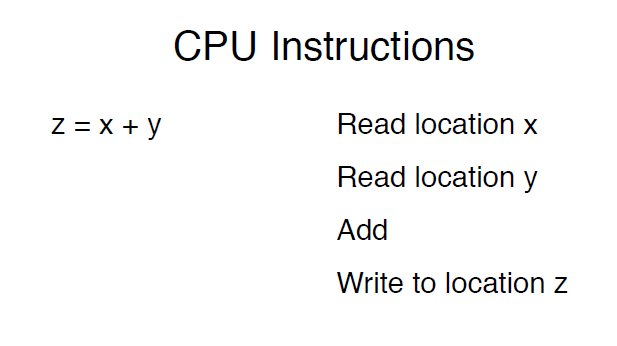 CPU Instructions
z = x + y
Read location x
Read location y
Add
Write to location z